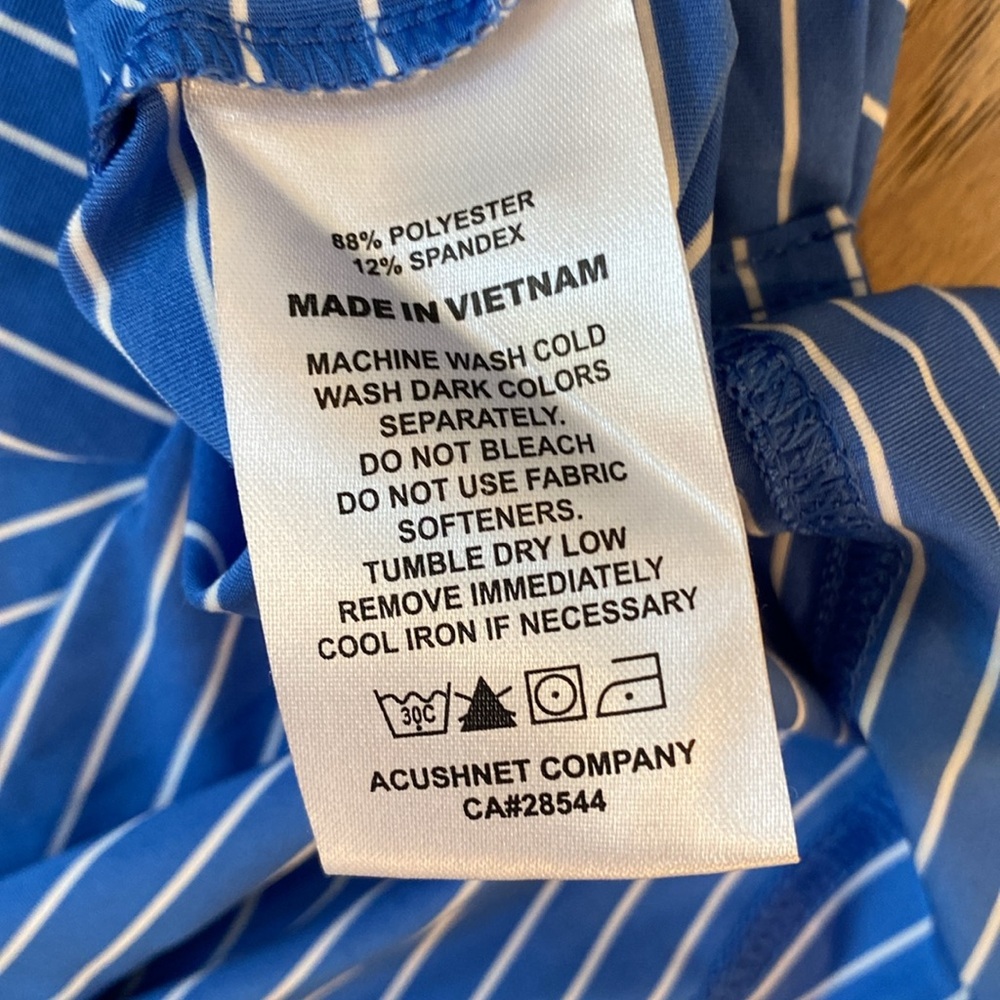 88% POLYESTER
12% SPANDEX
MADE IN VIETNAM
MACHINE WASH COLD
WASH DARK COLORS
SEPARATELY.
DO NOT BLEACH
DO NOT USE FABRIC
SOFTENERS.
TUMBLE DRY LOW
REMOVE IMMEDIATELY
COOL IRON IF NECESSARY
30C
ACUSHNET COMPANY
CA#28544